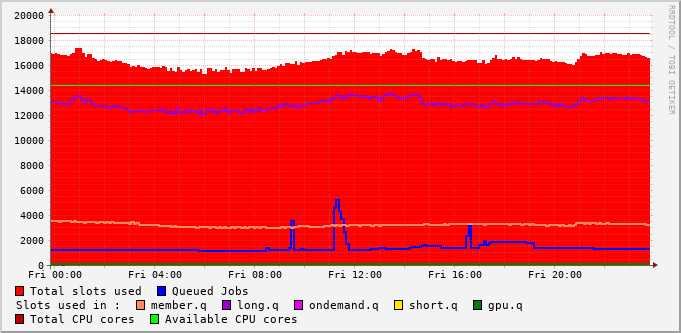 20000
18000
16000
14000
12000
10000
8000
6000
4000
2000
0
Fri 00:00 Fri 04:00 Fri 08:00 Fri 12:00 Fri 16:00 Fri 20:00
RRDTOOL / TOBI OETIKER
Total slots used Queued Jobs
Slots used in : member.q long.q ondemand.q short.q gpu.q
Total CPU cores Available CPU cores